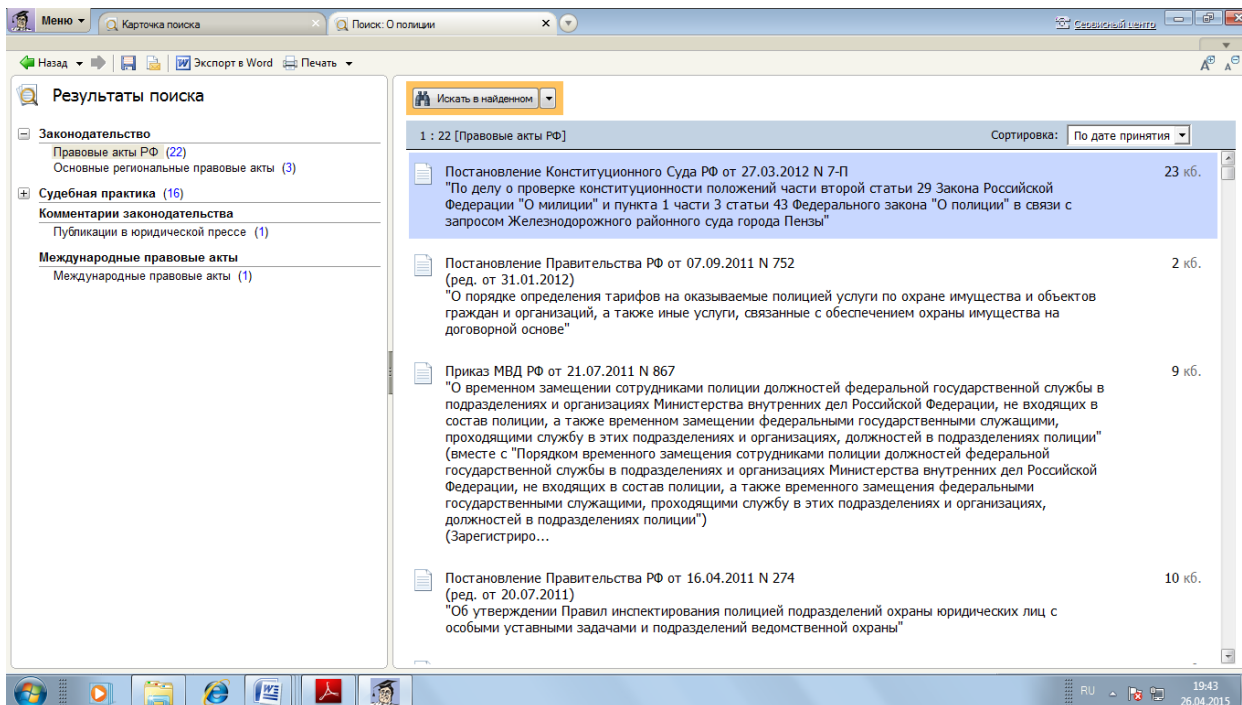 Меню
Карточка поиска
Поиск: О полиции
Сервисный центр
Назад
Экспорт в Word
Печать
Результаты поиска
Законодательство
Правовые акты РФ (22)
Основные региональные правовые акты (3)
Судебная практика (16)
Комментарии законодательства
Публикации в юридической прессе (1)
Международные правовые акты
Международные правовые акты (1)
Искать в найденном
1 : 22 [Правовые акты РФ]
Сортировка: По дате принятия
Постановление Конституционного Суда РФ от 27.03.2012 N 7-П 23 кб.
"По делу о проверке конституционности положений части второй статьи 29 Закона Российской
Федерации "О милиции" и пункта 1 части 3 статьи 43 Федерального закона "О полиции" в связи с
запросом Железнодорожного районного суда города Пензы"
Постановление Правительства РФ от 07.09.2011 N 752 2 кб.
(ред. от 31.01.2012)
"О порядке определения тарифов на оказываемые полицией услуги по охране имущества и объектов
граждан и организаций, а также иные услуги, связанные с обеспечением охраны имущества на
договорной основе"
Приказ МВД РФ от 21.07.2011 N 867 9 кб.
"О временном замещении сотрудниками полиции должностей федеральной государственной службы в
подразделениях и организациях Министерства внутренних дел Российской Федерации, не входящих в
состав полиции, а также временном замещении федеральными государственными служащими,
проходящими службу в этих подразделениях и организациях, должностей в подразделениях полиции"
(вместе с "Порядком временного замещения сотрудниками полиции должностей федеральной
государственной службы в подразделениях и организациях Министерства внутренних дел Российской
Федерации, не входящих в состав полиции, а также временного замещения федеральными
государственными служащими, проходящими службу в этих подразделениях и организациях,
должностей в подразделениях полиции")
(Зарегистриро...
Постановление Правительства РФ от 16.04.2011 N 274 10 кб.
(ред. от 20.07.2011)
"Об утверждении Правил инспектирования полицией подразделений охраны юридических лиц с
особыми уставными задачами и подразделений ведомственной охраны"
RU
19:43
26.04.2015